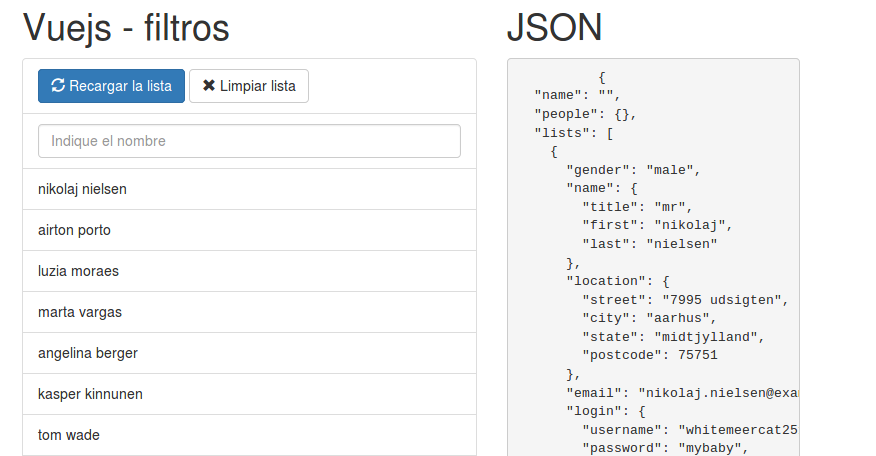 Vuejs - filtros
Recargar la lista
Limpiar lista
Indique el nombre
nikolaj nielsen
airton porto
luzia moraes
marta vargas
angelina berger
kasper kinnunen
tom wade
JSON
{
"name": "",
"people": {},
"lists": [
{
"gender": "male",
"name": {
"title": "mr",
"first": "nikolaj",
"last": "nielsen"
},
"location": {
"street": "7995 udsigten",
"city": "aarhus",
"state": "midtjylland",
"postcode": 75751
},
"email": "nikolaj.nielsen@exa
"login": {
"username": "whitemeercat25
"password": "mybaby",